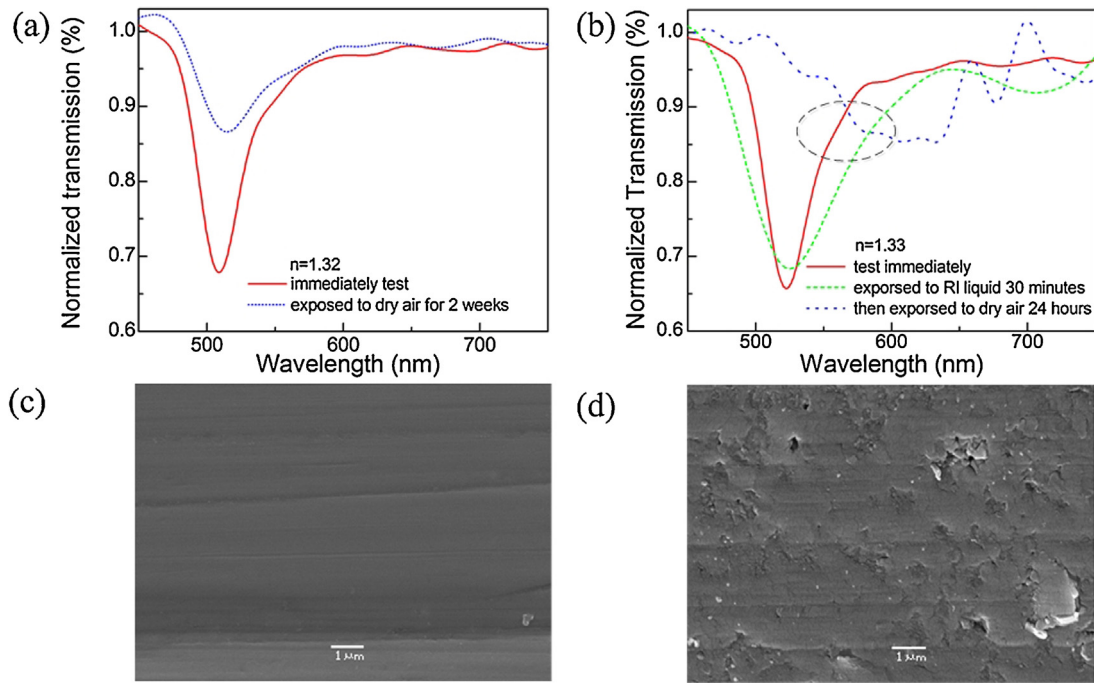 (a)
Normalized transmission (%)
1.0
0.9
0.8
0.7
0.6
n=1.32
immediately test
exposed to dry air for 2 weeks
500
600
700
Wavelength (nm)
(b)
Normalized Transmission (%)
1.0
0.9
0.8
0.7
0.6
n=1.33
test immediately
exporsed to RI liquid 30 minutes
then exporsed to dry air 24 hours
500
600
700
Wavelength (nm)
(c)
1 μm
(d)
1 μm